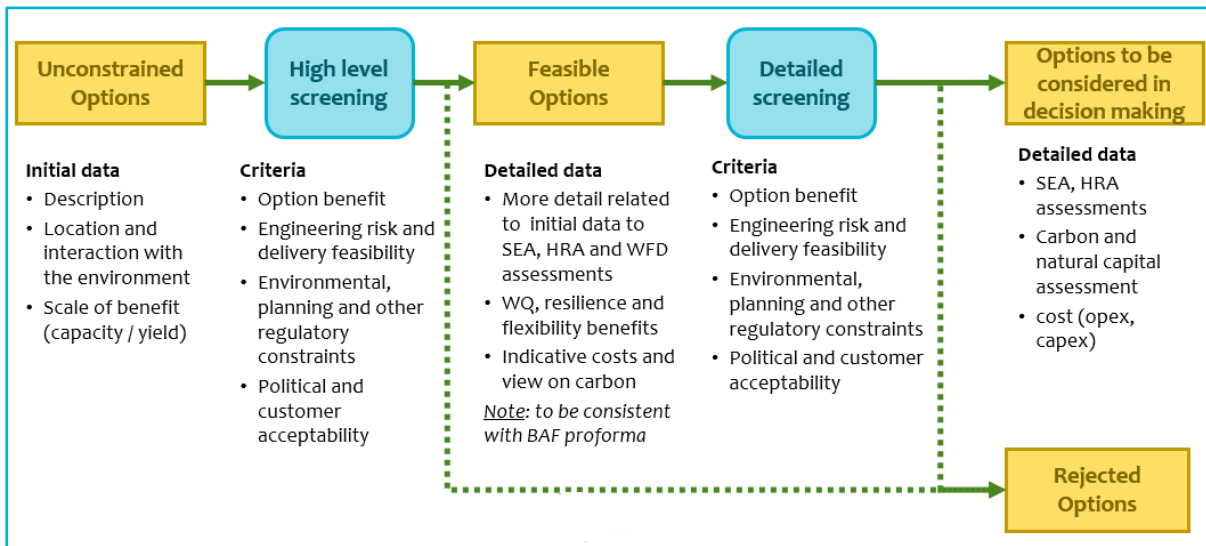 Unconstrained
Options
High level
screening
Feasible
Options
Detailed
screening
Options to be
considered in
decision making
Initial data
• Description
• Location and
interaction with
the environment
• Scale of benefit
(capacity / yield)
Criteria
• Option benefit
• Engineering risk and
delivery feasibility
• Environmental,
planning and other
regulatory
constraints
• Political and
customer
acceptability
Detailed data
• More detail related
to initial data to
SEA, HRA and WFD
assessments
• WQ, resilience and
flexibility benefits
• Indicative costs and
view on carbon
Note: to be consistent
with BAF proforma
Criteria
• Option benefit
• Engineering risk and
delivery feasibility
• Environmental,
planning and other
regulatory constraints
• Political and customer
acceptability
Detailed data
• SEA, HRA
assessments
• Carbon and
natural capital
assessment
• cost (opex,
capex)
Rejected
Options